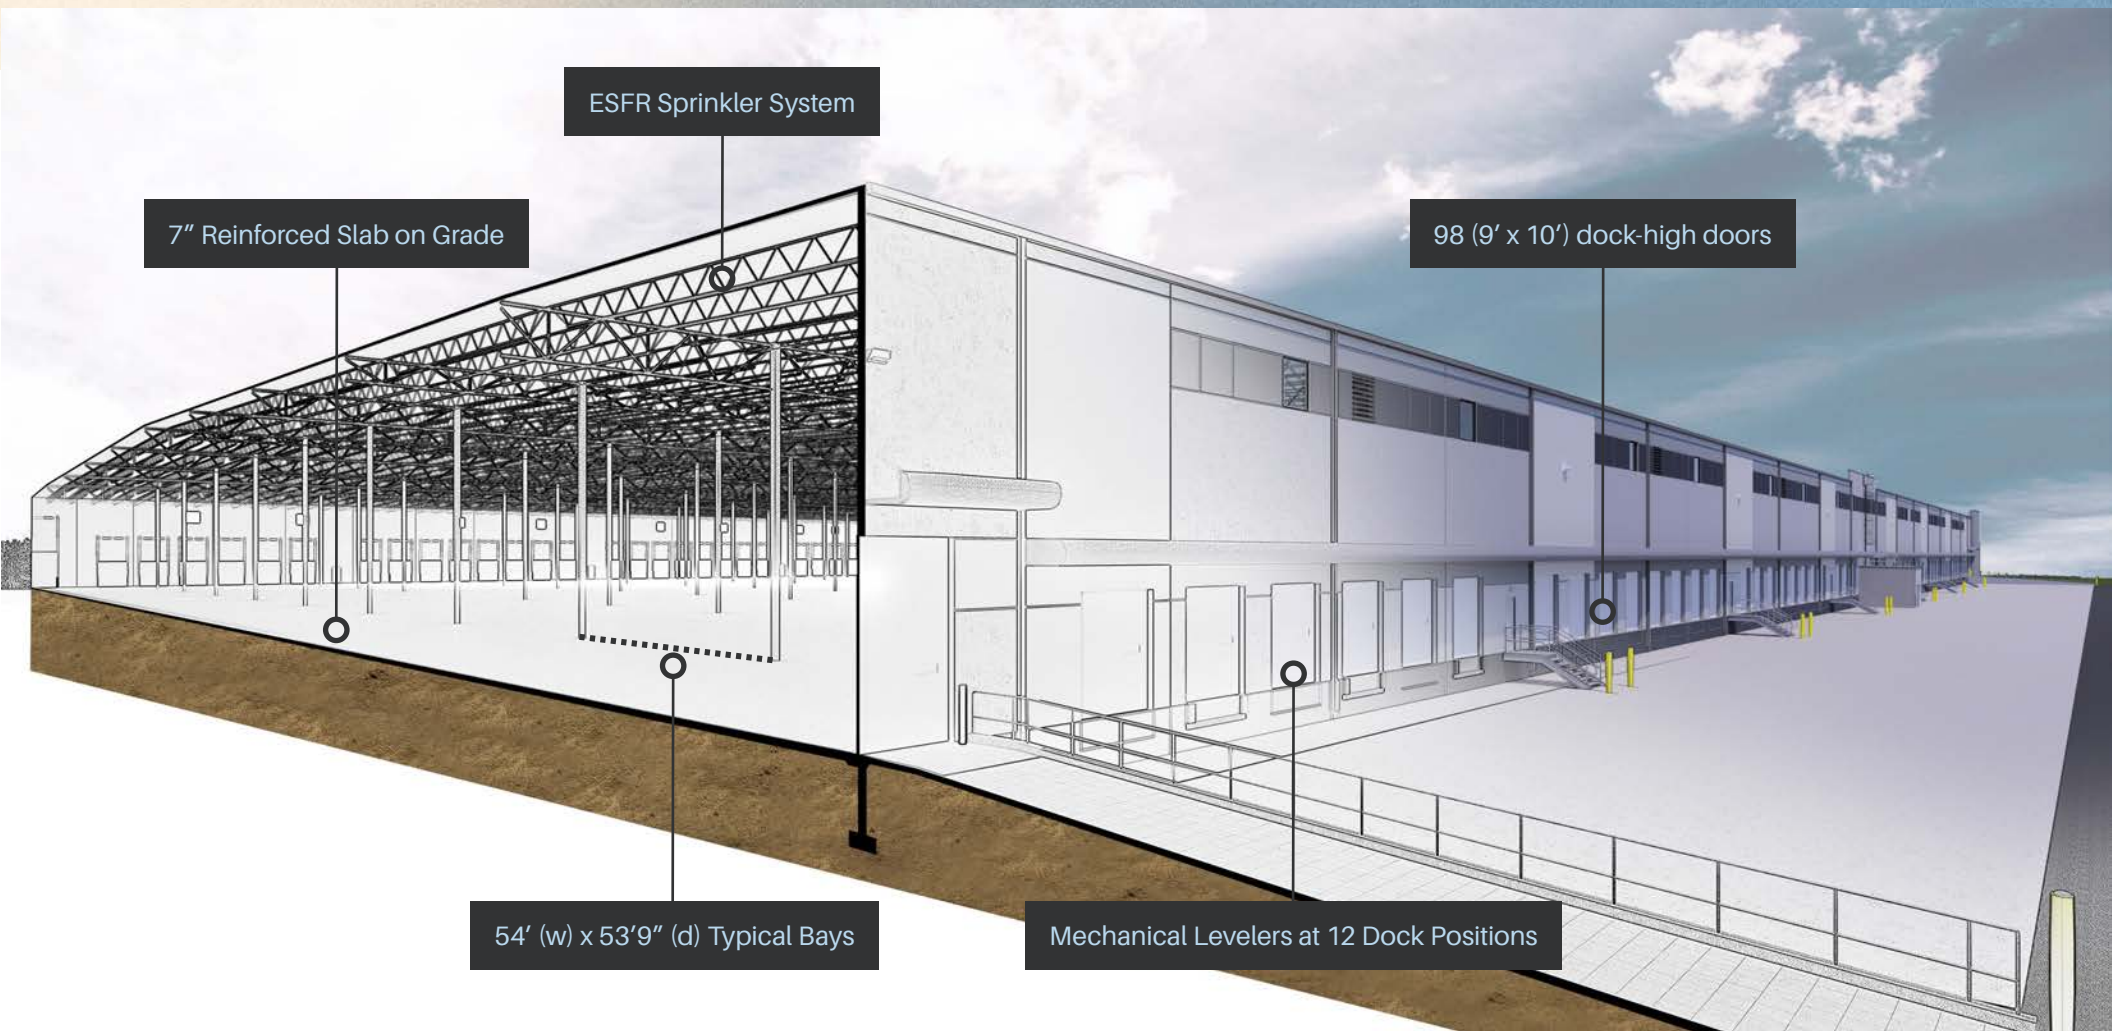 ESFR Sprinkler System
7″ Reinforced Slab on Grade
98 (9′ x 10′) dock-high doors
54′ (w) x 53′9″ (d) Typical Bays
Mechanical Levelers at 12 Dock Positions